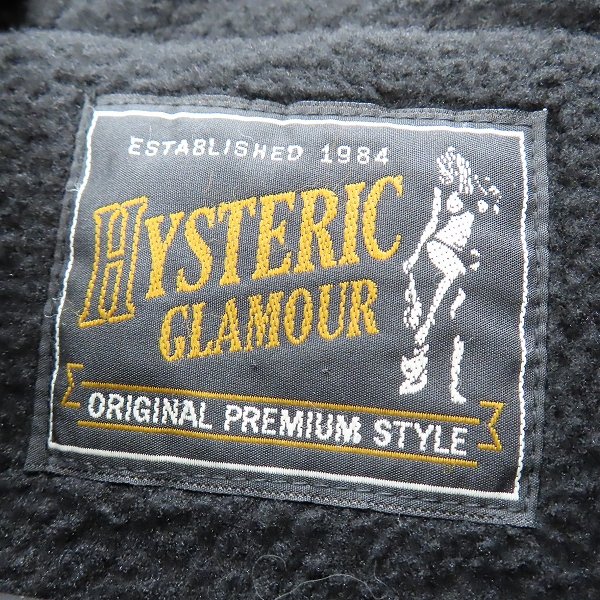 ESTABLISHED 1984
HYSTERIC
GLAMOUR
ORIGINAL PREMIUM STYLE